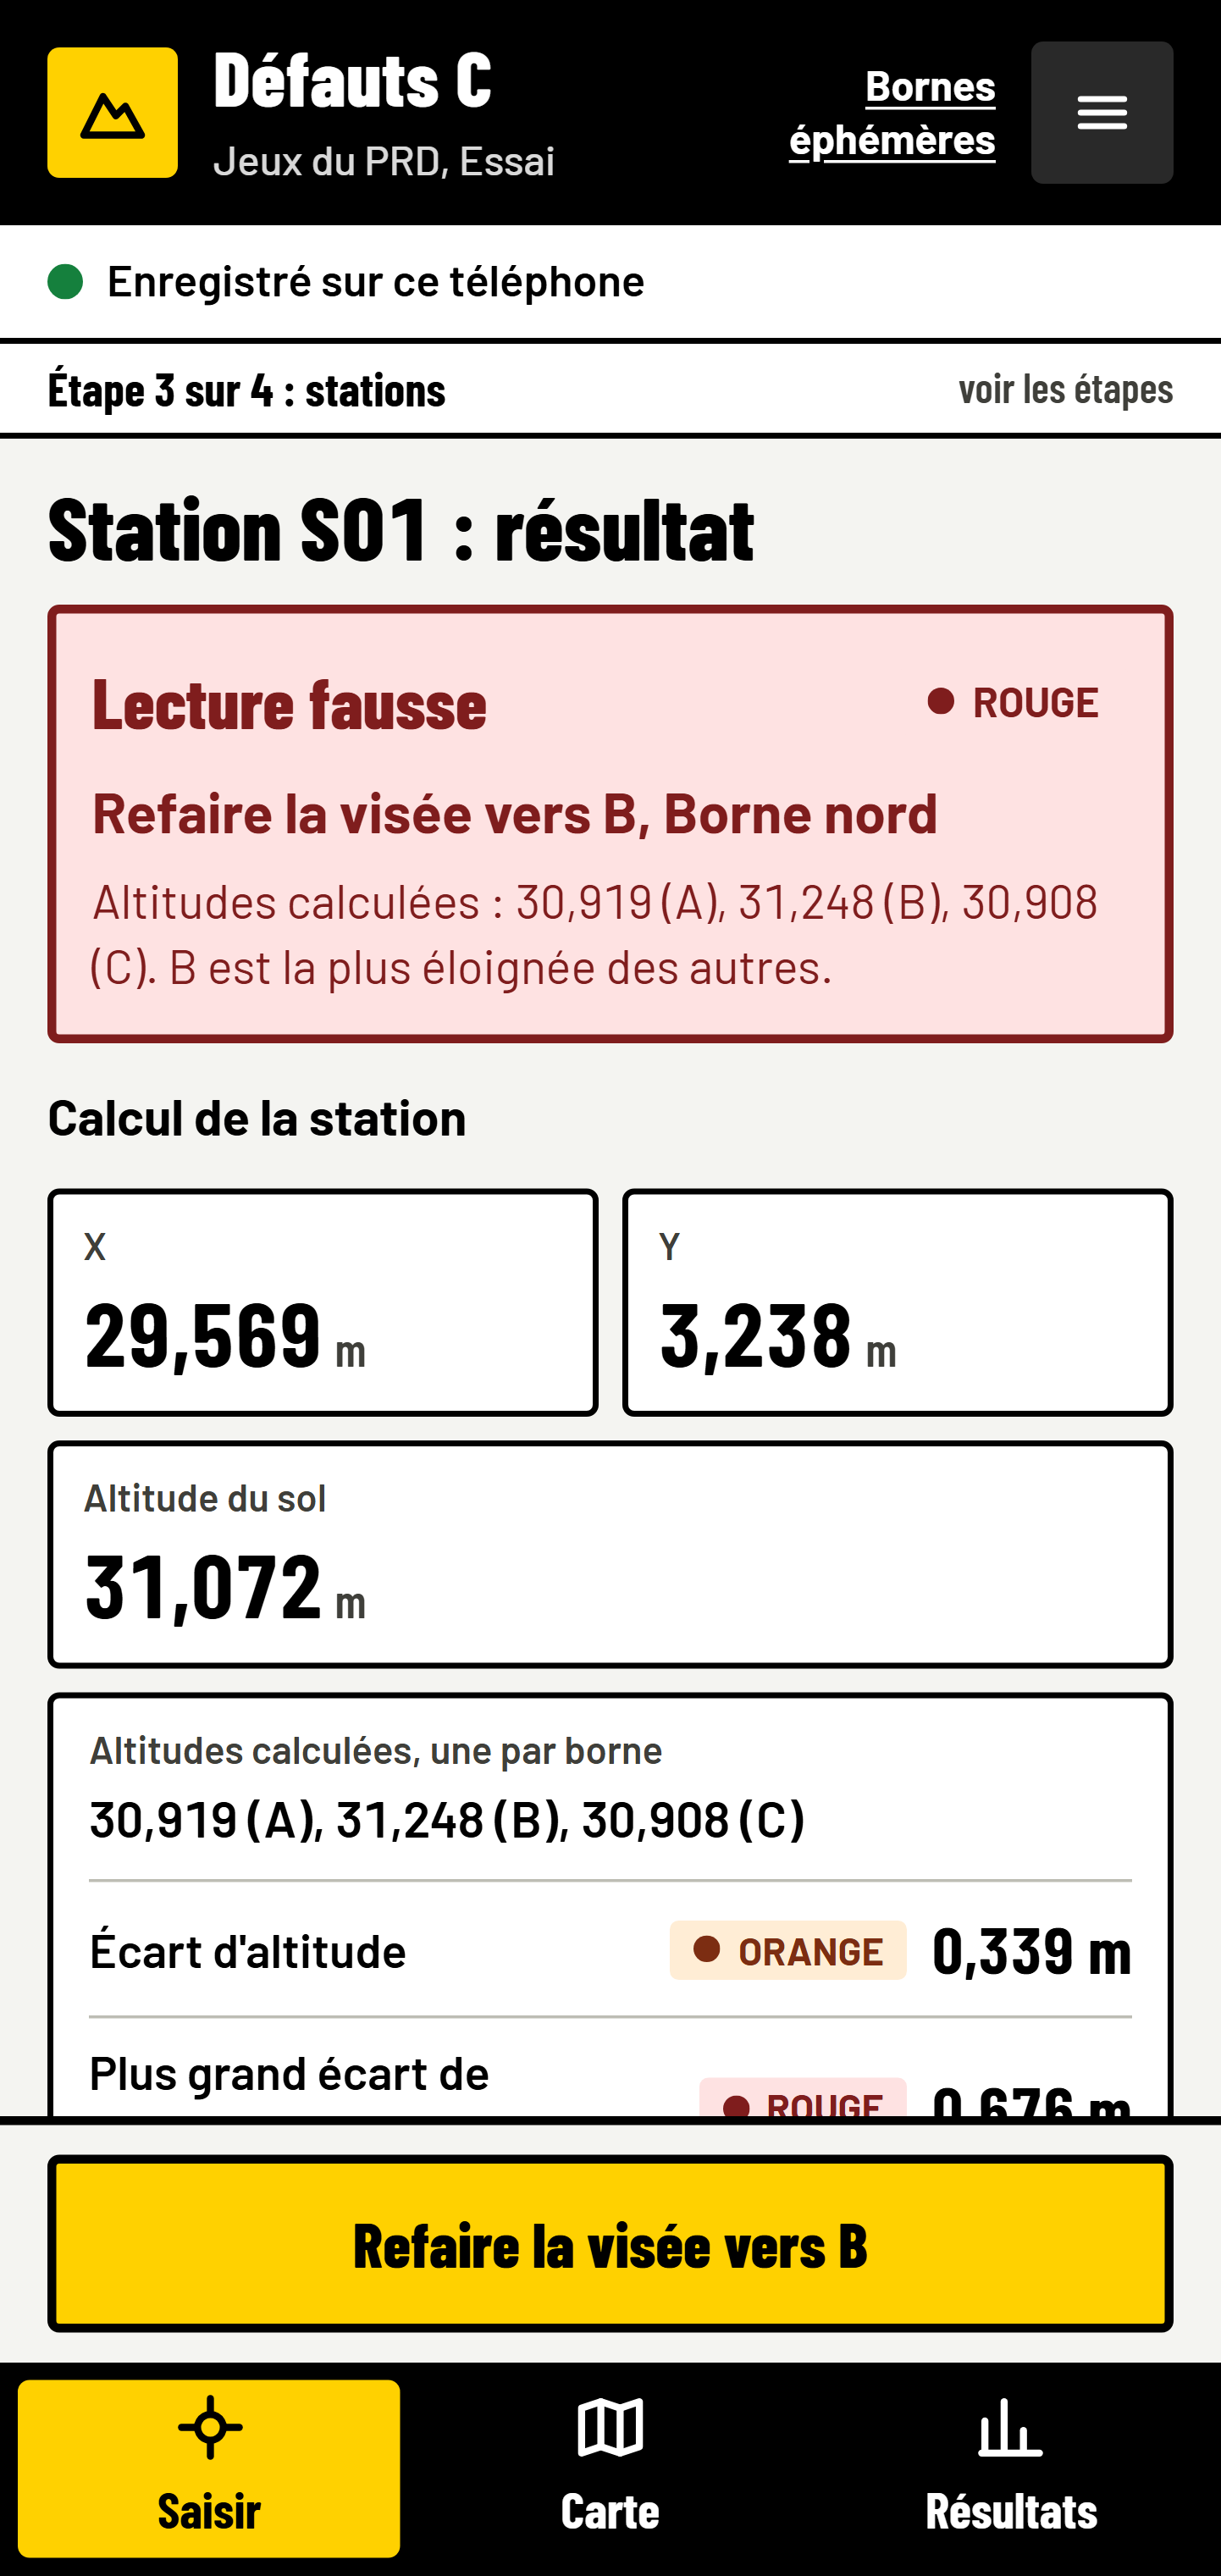 Défauts C
Jeux du PRD, Essai
Bornes
éphémères
Enregistré sur ce téléphone
Étape 3 sur 4 : stations
voir les étapes
Station S01 : résultat
Lecture fausse
ROUGE
Refaire la visée vers B, Borne nord
Altitudes calculées : 30,919 (A), 31,248 (B), 30,908
(C). B est la plus éloignée des autres.
Calcul de la station
X
29,569 m
Y
3,238 m
Altitude du sol
31,072 m
Altitudes calculées, une par borne
30,919 (A), 31,248 (B), 30,908 (C)
Écart d'altitude
ORANGE
0,339 m
Plus grand écart de
ROUGE
0,676 m
Refaire la visée vers B
Saisir
Carte
Résultats